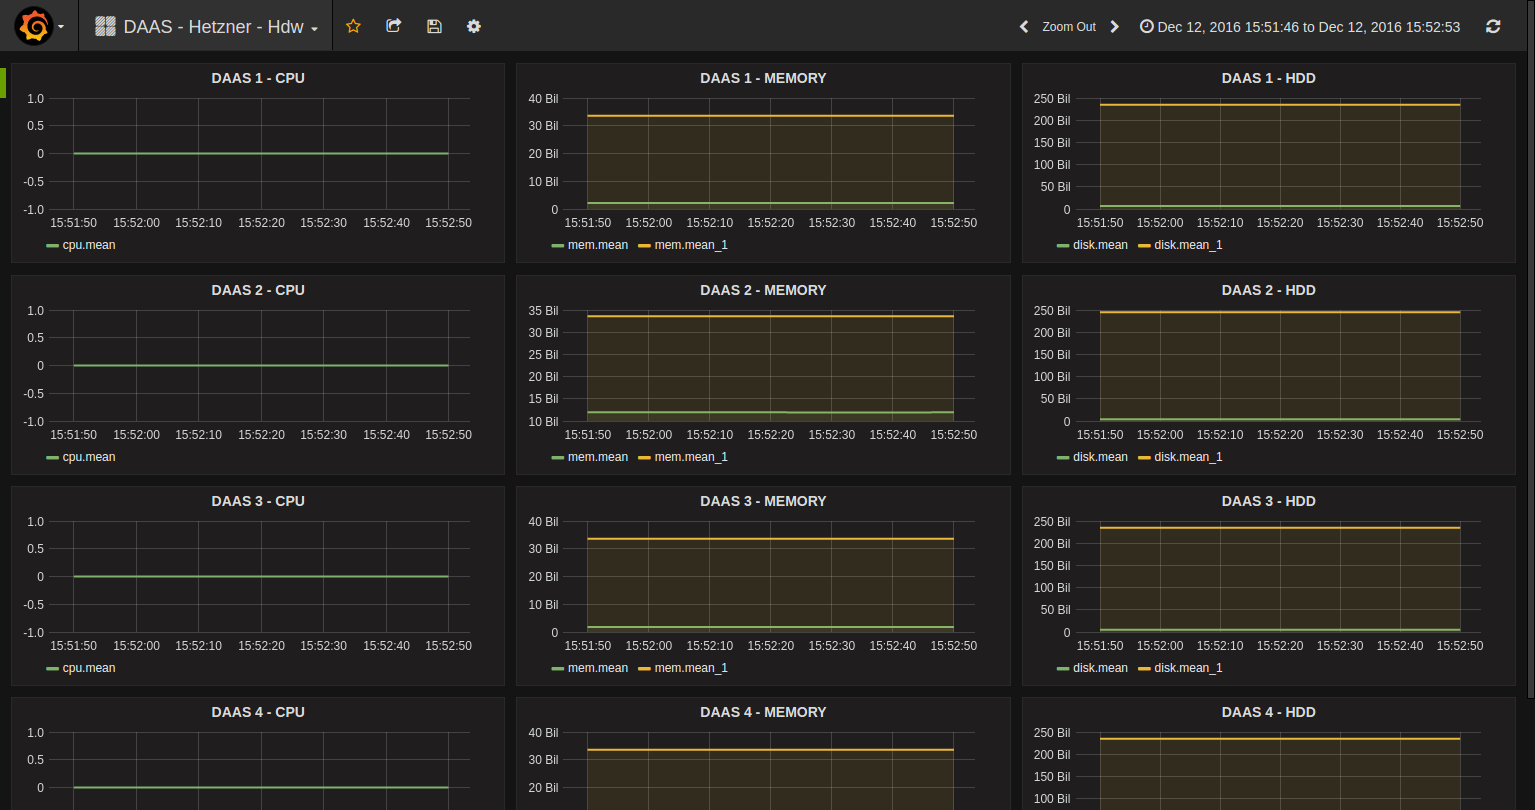 DAAS - Hetzner - Hdw
Zoom Out
Dec 12, 2016 15:51:46 to Dec 12, 2016 15:52:53
DAAS 1 - CPU
1.0
0.5
0
-0.5
-1.0
15:51:50 15:52:00 15:52:10 15:52:20 15:52:30 15:52:40 15:52:50
cpu.mean
DAAS 1 - MEMORY
40 Bil
30 Bil
20 Bil
10 Bil
0
15:51:50 15:52:00 15:52:10 15:52:20 15:52:30 15:52:40 15:52:50
mem.mean mem.mean_1
DAAS 1 - HDD
250 Bil
200 Bil
150 Bil
100 Bil
50 Bil
0
15:51:50 15:52:00 15:52:10 15:52:20 15:52:30 15:52:40 15:52:50
disk.mean disk.mean_1
DAAS 2 - CPU
1.0
0.5
0
-0.5
-1.0
15:51:50 15:52:00 15:52:10 15:52:20 15:52:30 15:52:40 15:52:50
cpu.mean
DAAS 2 - MEMORY
35 Bil
30 Bil
25 Bil
20 Bil
15 Bil
10 Bil
15:51:50 15:52:00 15:52:10 15:52:20 15:52:30 15:52:40 15:52:50
mem.mean mem.mean_1
DAAS 2 - HDD
250 Bil
200 Bil
150 Bil
100 Bil
50 Bil
0
15:51:50 15:52:00 15:52:10 15:52:20 15:52:30 15:52:40 15:52:50
disk.mean disk.mean_1
DAAS 3 - CPU
1.0
0.5
0
-0.5
-1.0
15:51:50 15:52:00 15:52:10 15:52:20 15:52:30 15:52:40 15:52:50
cpu.mean
DAAS 3 - MEMORY
40 Bil
30 Bil
20 Bil
10 Bil
0
15:51:50 15:52:00 15:52:10 15:52:20 15:52:30 15:52:40 15:52:50
mem.mean mem.mean_1
DAAS 3 - HDD
250 Bil
200 Bil
150 Bil
100 Bil
50 Bil
0
15:51:50 15:52:00 15:52:10 15:52:20 15:52:30 15:52:40 15:52:50
disk.mean disk.mean_1
DAAS 4 - CPU
1.0
0.5
0
DAAS 4 - MEMORY
40 Bil
30 Bil
20 Bil
DAAS 4 - HDD
250 Bil
200 Bil
150 Bil
100 Bil